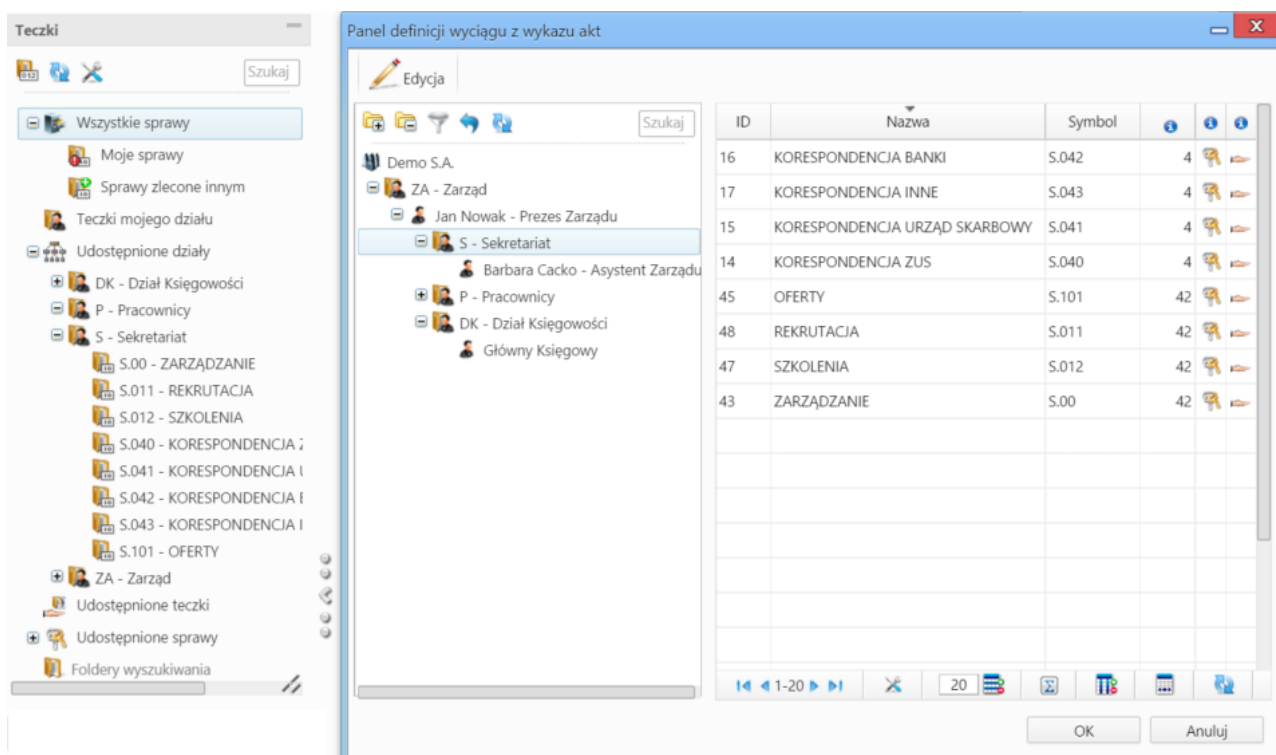 Teczki
Szukaj
Wszystkie sprawy
Moje sprawy
Sprawy zlecone innym
Teczki mojego działu
Udostępnione działy
DK - Dział Księgowości
P - Pracownicy
S - Sekretariat
S.00 - ZARZĄDZANIE
S.011 - REKRUTACJA
S.012 - SZKOLENIA
S.040 - KORESPONDENCJA
S.041 - KORESPONDENCJA
S.042 - KORESPONDENCJA
S.043 - KORESPONDENCJA I
S.101 - OFERTY
ZA - Zarząd
Udostępnione teczki
Udostępnione sprawy
Foldery wyszukiwania
Panel definicji wyciągu z wykazu akt
Edycja
Szukaj
Demo S.A.
ZA - Zarząd
Jan Nowak - Prezes Zarządu
S - Sekretariat
Barbara Cacko - Asystent Zarządu
P - Pracownicy
DK - Dział Księgowości
Główny Księgowy
ID Nazwa Symbol
16 KORESPONDENCJA BANKI S.042 4
17 KORESPONDENCJA INNE S.043 4
15 KORESPONDENCJA URZĄD SKARBOWY S.041 4
14 KORESPONDENCJA ZUS S.040 4
45 OFERTY S.101 42
48 REKRUTACJA S.011 42
47 SZKOLENIA S.012 42
43 ZARZĄDZANIE S.00 42
1-20 20
OK Anuluj